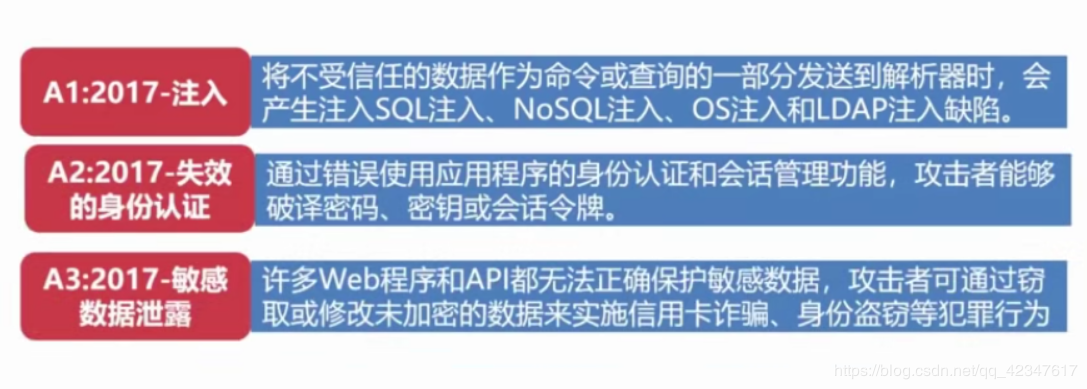 A1:2017-注入
将不受信任的数据作为命令或查询的一部分发送到解析器时，会
产生注入SQL注入、NoSQL注入、OS注入和LDAP注入缺陷。
A2:2017-失效
的身份认证
通过错误使用应用程序的身份认证和会话管理功能，攻击者能够
破译密码、密钥或会话令牌。
A3:2017-敏感
数据泄露
许多Web程序和API都无法正确保护敏感数据，攻击者可通过窃
取或修改未加密的数据来实施信用卡诈骗、身份盗窃等犯罪行为
https://blog.csdn.net/qq_42347617